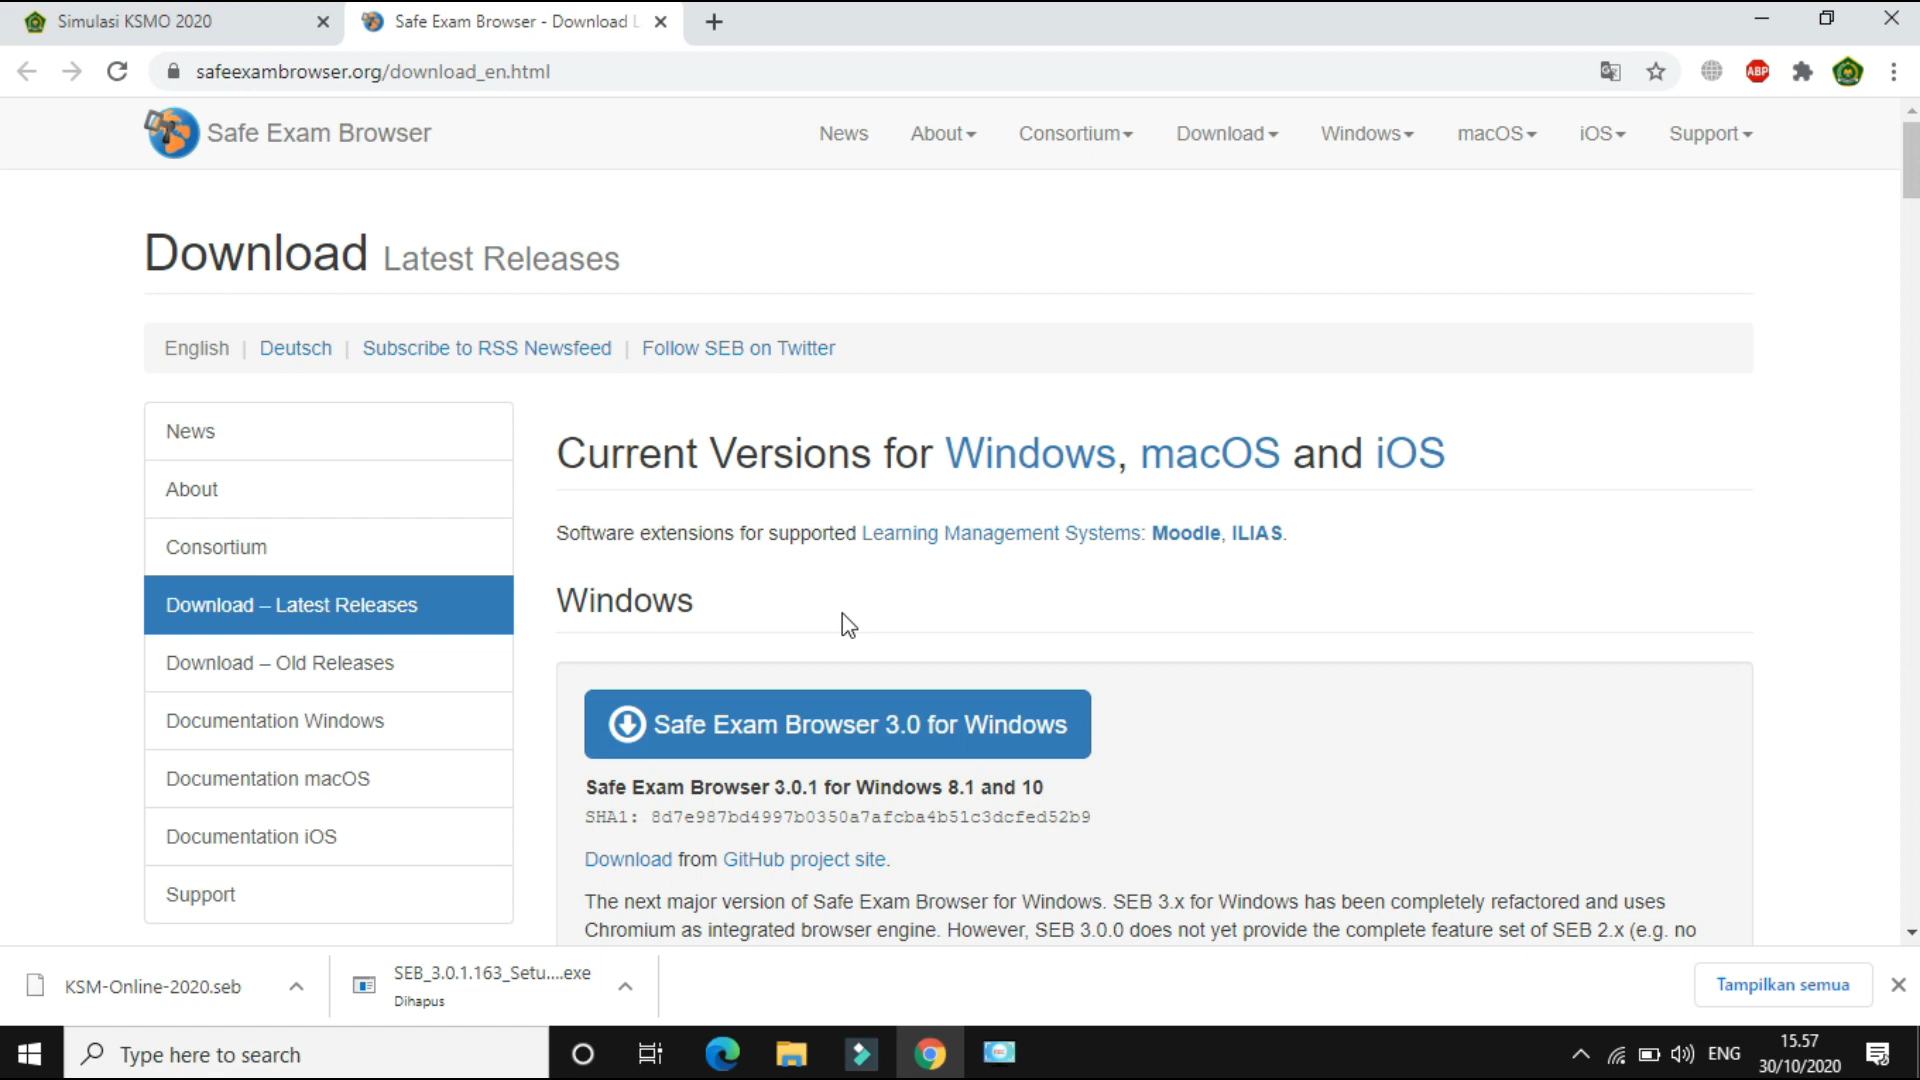 Simulasi KSMO 2020
Safe Exam Browser - Download L
safeexambrowser.org/download_en.html
ABP
Safe Exam Browser
News
About
Consortium
Download
Windows
macOS
iOS
Support
Download Latest Releases
English | Deutsch | Subscribe to RSS Newsfeed | Follow SEB on Twitter
News
About
Consortium
Download – Latest Releases
Download – Old Releases
Documentation Windows
Documentation macOS
Documentation iOS
Support
Current Versions for Windows, macOS and iOS
Software extensions for supported Learning Management Systems: Moodle, ILIAS.
Windows
Safe Exam Browser 3.0 for Windows
Safe Exam Browser 3.0.1 for Windows 8.1 and 10
SHA1: 8d7e987bd4997b0350a7afcba4b51c3dcfed52b9
Download from GitHub project site.
The next major version of Safe Exam Browser for Windows. SEB 3.x for Windows has been completely refactored and uses
Chromium as integrated browser engine. However, SEB 3.0.0 does not yet provide the complete feature set of SEB 2.x (e.g. no
KSM-Online-2020.seb
SEB_3.0.1.163_Setu....exe
Dihapus
Tampilkan semua
Type here to search
ENG
15.57
30/10/2020